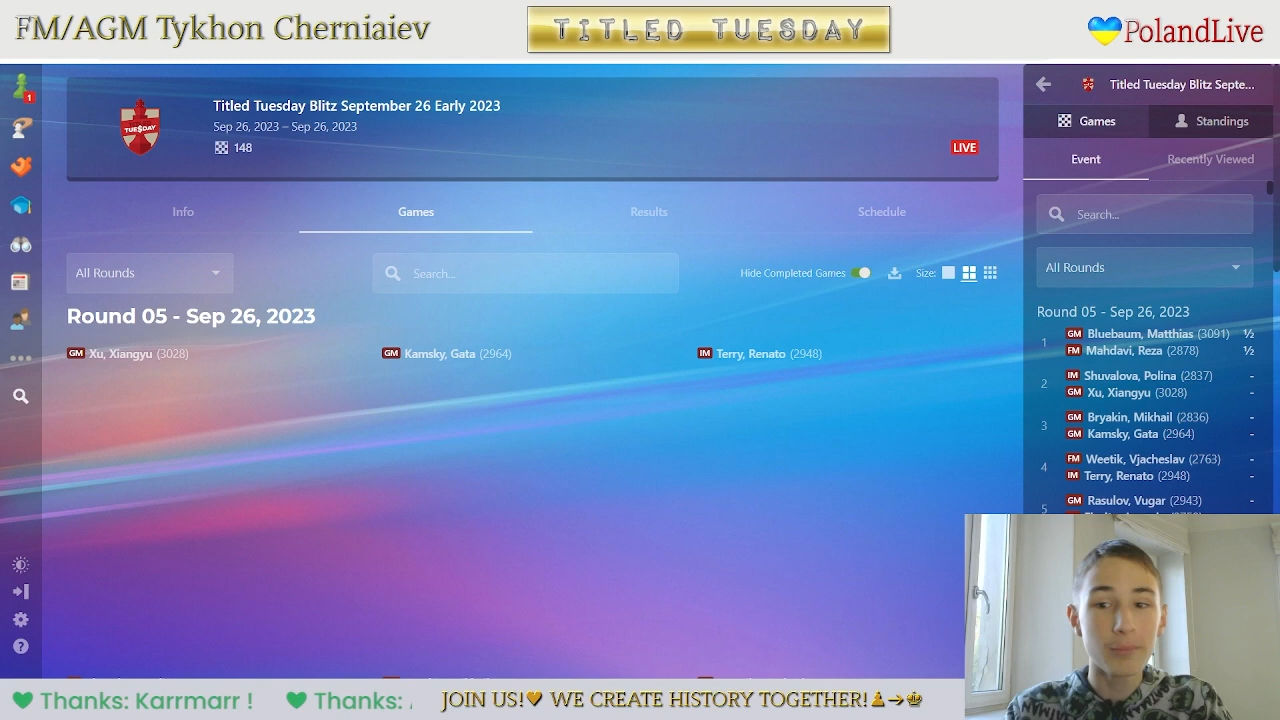 FM/AGM Tykhon Cherniaiev
TITLED TUESDAY
PolandLive
1
TUESDAY
Titled Tuesday Blitz September 26 Early 2023
Sep 26, 2023 – Sep 26, 2023
148
LIVE
Info
Games
Results
Schedule
All Rounds
Search...
Hide Completed Games
Size:
Round 05 - Sep 26, 2023
GM Xu, Xiangyu (3028)
GM Kamsky, Gata (2964)
IM Terry, Renato (2948)
Titled Tuesday Blitz Septe...
Games
Standings
Event
Recently Viewed
Search...
All Rounds
Round 05 - Sep 26, 2023
1
GM Bluebaum, Matthias (3091) ½
FM Mahdavi, Reza (2878) ½
2
IM Shuvalova, Polina (2837) -
GM Xu, Xiangyu (3028) -
3
GM Bryakin, Mikhail (2836) -
GM Kamsky, Gata (2964) -
4
FM Weetik, Vjacheslav (2763) -
IM Terry, Renato (2948) -
5
GM Rasulov, Vugar (2943) -
Thanks: Karrmarr !
Thanks:
JOIN US!🧡 WE CREATE HISTORY TOGETHER!♟→♚